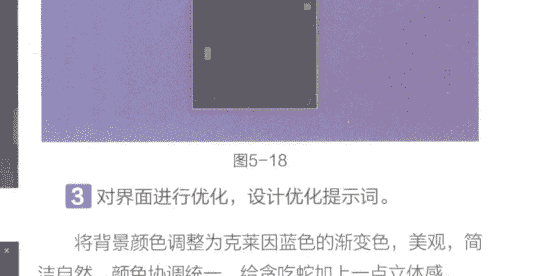 图5-18
3 对界面进行优化，设计优化提示词。
将背景颜色调整为克莱因蓝色的渐变色，美观，简
洁自然，颜色协调统一，给贪吃蛇加上一点立体感。